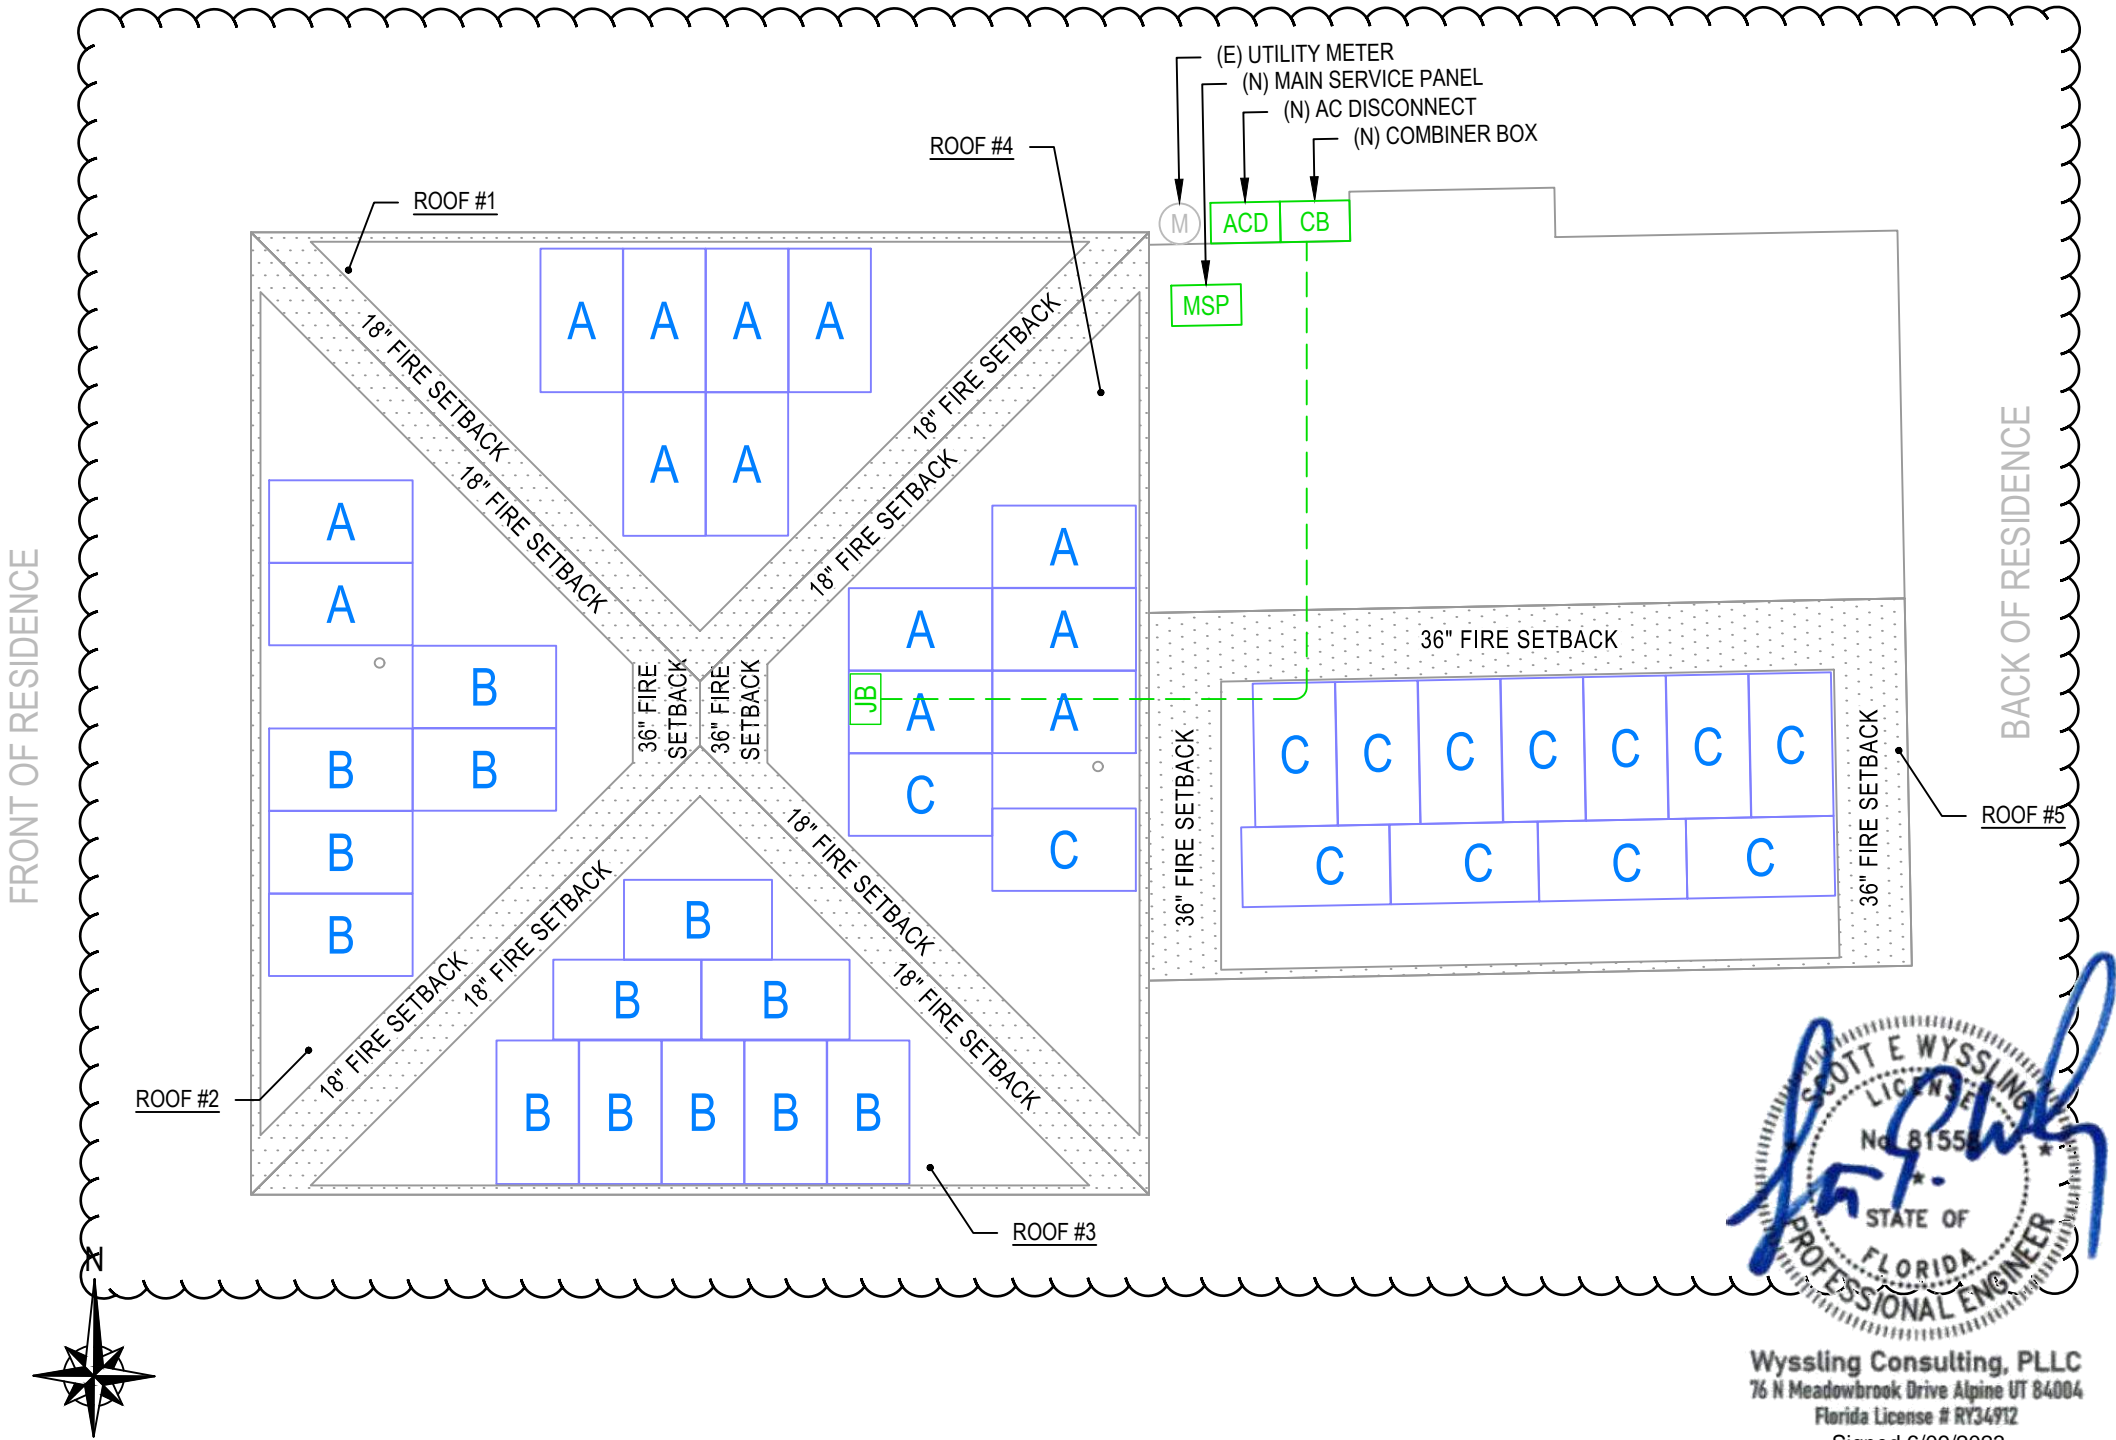 (E) UTILITY METER
(N) MAIN SERVICE PANEL
(N) AC DISCONNECT
(N) COMBINER BOX
ROOF #4
ROOF #1
M
ACD
CB
MSP
A
A
A
A
A
A
18" FIRE SETBACK
18" FIRE SETBACK
18" FIRE SETBACK
18" FIRE SETBACK
FRONT OF RESIDENCE
BACK OF RESIDENCE
A
A
B
B
B
B
B
36" FIRE
SETBACK
36" FIRE
SETBACK
A
A
A
JB
A
A
C
C
36" FIRE SETBACK
36" FIRE SETBACK
36" FIRE SETBACK
C
C
C
C
C
C
C
C
C
C
C
ROOF #5
18" FIRE SETBACK
18" FIRE SETBACK
18" FIRE SETBACK
18" FIRE SETBACK
B
B
B
B
B
B
B
B
ROOF #2
ROOF #3
N
SCOTT E WYSSLING
LICENSE
No. 81558
STATE OF
FLORIDA
PROFESSIONAL ENGINEER
Wyssling Consulting, PLLC
76 N Meadowbrook Drive Alpine UT 84004
Florida License # RY34912